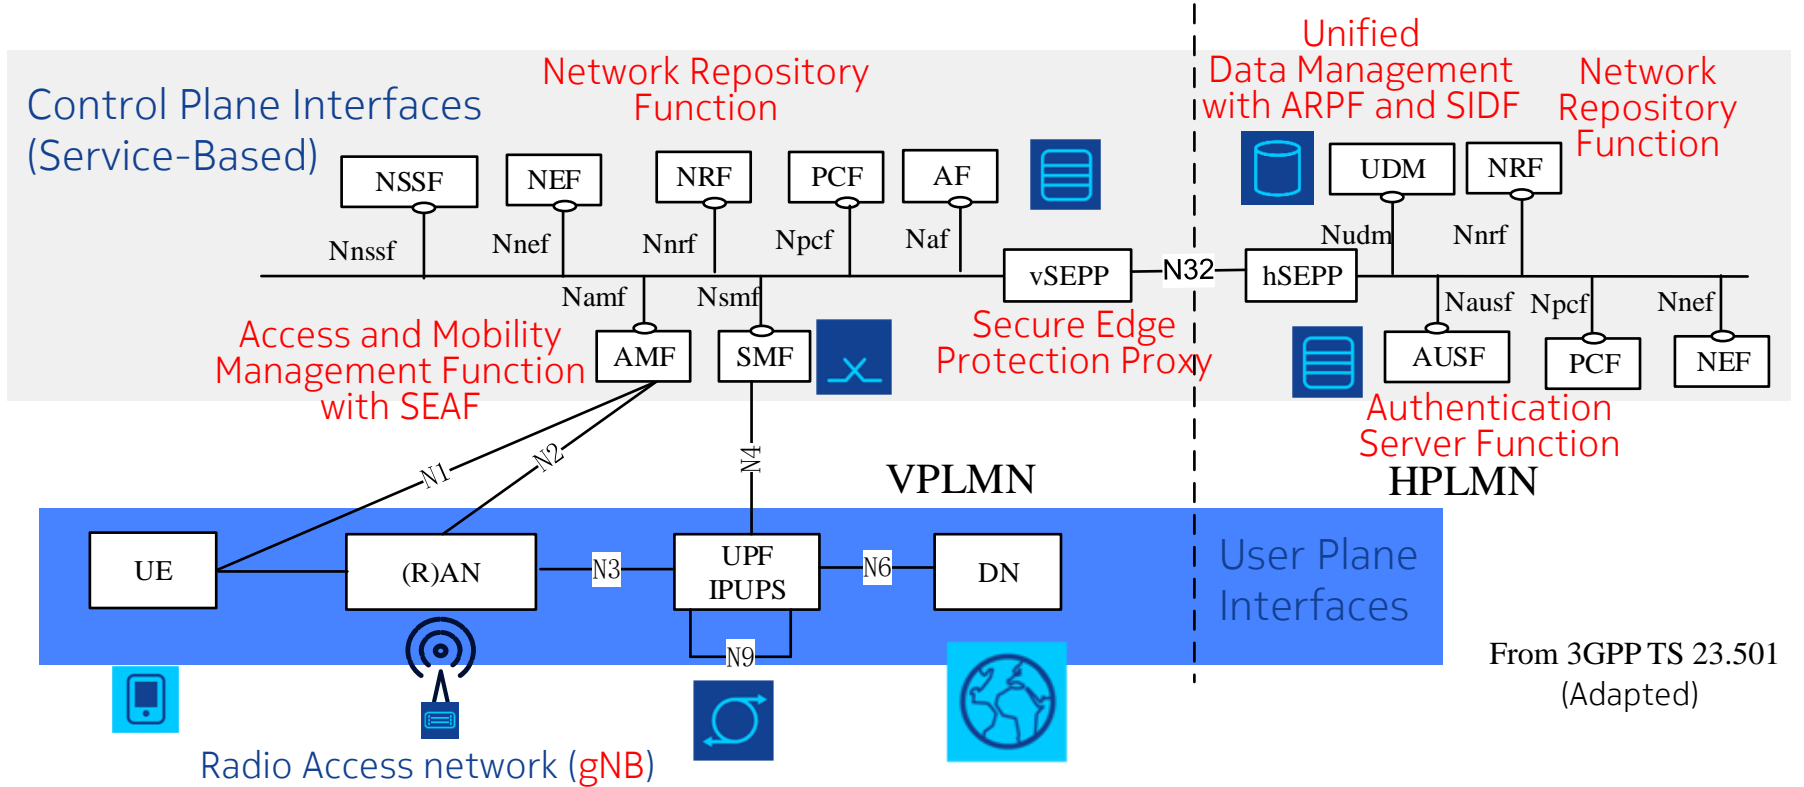 Unified
Data Management
with ARPF and SIDF
Network Repository
Function
Network
Repository
Function
Control Plane Interfaces
(Service-Based)
NSSF
NEF
NRF
PCF
AF
UDM
NRF
Nnssf
Nnef
Nnrf
Npcf
Naf
Nudm
Nnrf
vSEPP
N32
hSEPP
Namf
Nsmf
Nausf
Npcf
Nnef
Access and Mobility
Management Function
with SEAF
AMF
SMF
Secure Edge
Protection Proxy
AUSF
PCF
NEF
Authentication
Server Function
N1
N2
N4
VPLMN
HPLMN
UE
(R)AN
N3
UPF
IPUPS
N6
DN
User Plane
Interfaces
N9
From 3GPP TS 23.501
(Adapted)
Radio Access network (gNB)